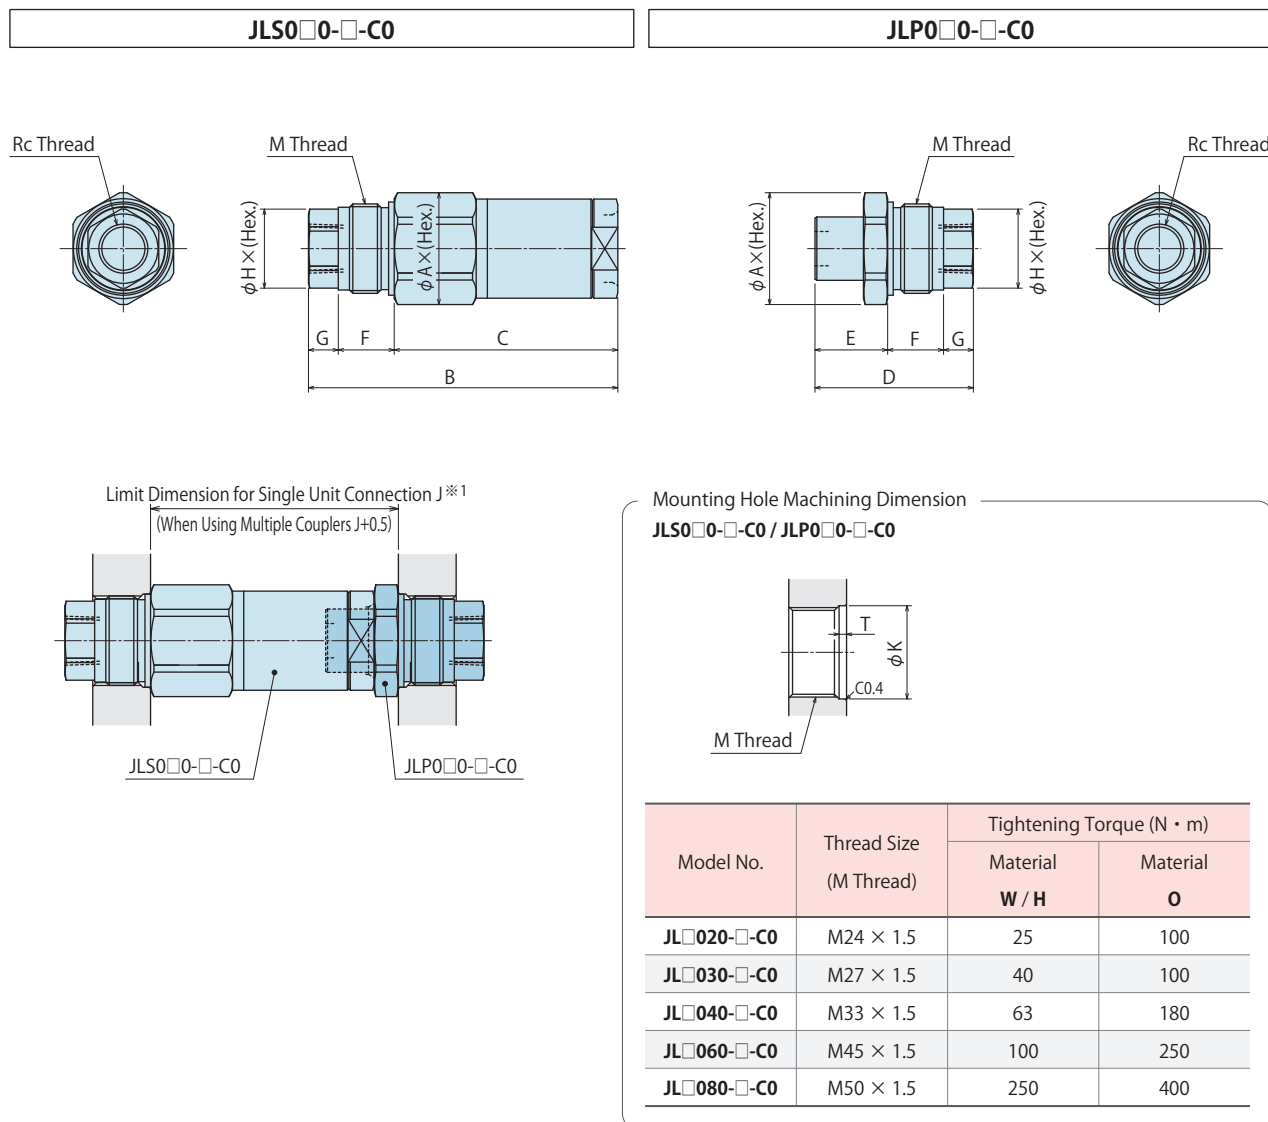 JLS0□0-□-C0
JLP0□0-□-C0
Rc Thread
M Thread
φH×(Hex.)
φA×(Hex.)
G
F
C
B
M Thread
Rc Thread
φA×(Hex.)
φH×(Hex.)
E
F
G
D
Limit Dimension for Single Unit Connection J※1
(When Using Multiple Couplers J+0.5)
JLS0□0-□-C0
JLP0□0-□-C0
Mounting Hole Machining Dimension
JLS0□0-□-C0 / JLP0□0-□-C0
T
φK
C0.4
M Thread
Model No.
Thread Size
(M Thread)
Tightening Torque (N・m)
Material
W / H
Material
O
JL□020-□-C0 M24 × 1.5 25 100
JL□030-□-C0 M27 × 1.5 40 100
JL□040-□-C0 M33 × 1.5 63 180
JL□060-□-C0 M45 × 1.5 100 250
JL□080-□-C0 M50 × 1.5 250 400